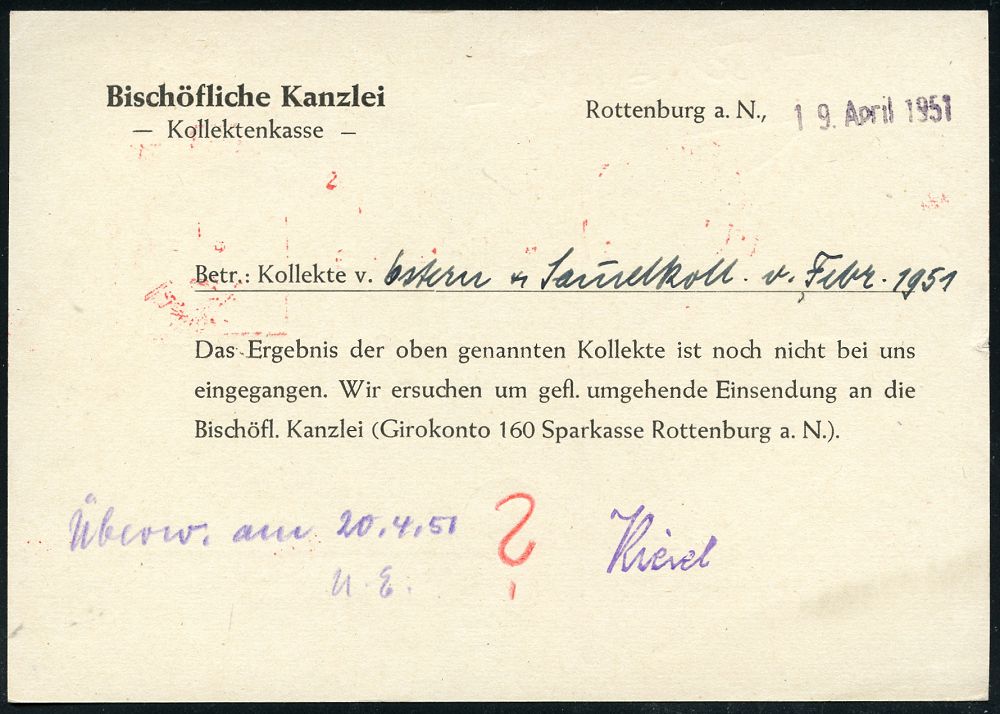 Bischöfliche Kanzlei
— Kollektenkasse —
Rottenburg a. N., 19. April 1951
Betr.: Kollekte v. Ostern u. Samelkoll. v. Febr. 1951
Das Ergebnis der oben genannten Kollekte ist noch nicht bei uns
eingegangen. Wir ersuchen um gefl. umgehende Einsendung an die
Bischöfl. Kanzlei (Girokonto 160 Sparkasse Rottenburg a. N.).
Überw. am 20.4.51
?